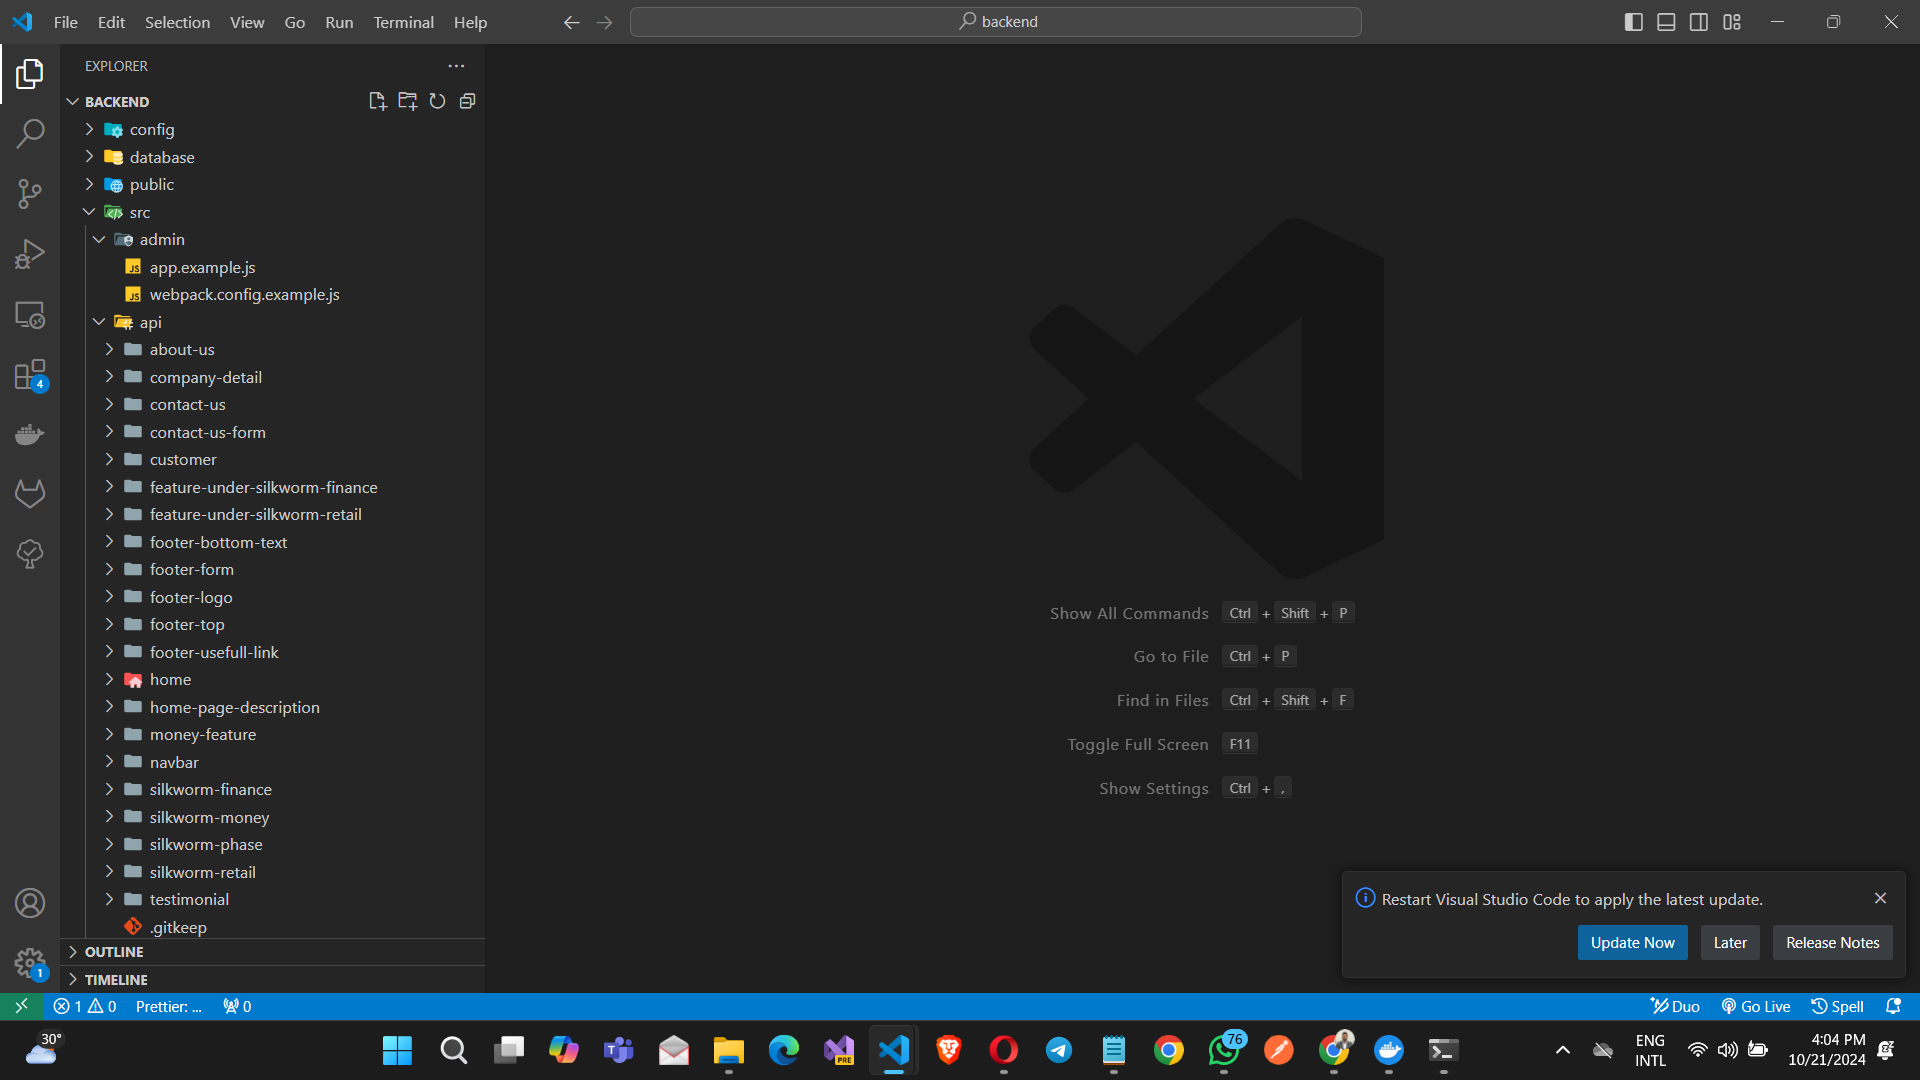 File Edit Selection View Go Run Terminal Help
backend
EXPLORER
BACKEND
config
database
public
src
admin
JS app.example.js
JS webpack.config.example.js
api
about-us
company-detail
contact-us
contact-us-form
customer
feature-under-silkworm-finance
feature-under-silkworm-retail
footer-bottom-text
footer-form
footer-logo
footer-top
footer-usefull-link
home
home-page-description
money-feature
navbar
silkworm-finance
silkworm-money
silkworm-phase
silkworm-retail
testimonial
.gitkeep
OUTLINE
TIMELINE
4
1
Show All Commands Ctrl + Shift + P
Go to File Ctrl + P
Find in Files Ctrl + Shift + F
Toggle Full Screen F11
Show Settings Ctrl + ,
Restart Visual Studio Code to apply the latest update.
Update Now Later Release Notes
1 0 Prettier: ... 0
Duo Go Live Spell
30°
T
PRE
76
ENG
INTL
4:04 PM
10/21/2024